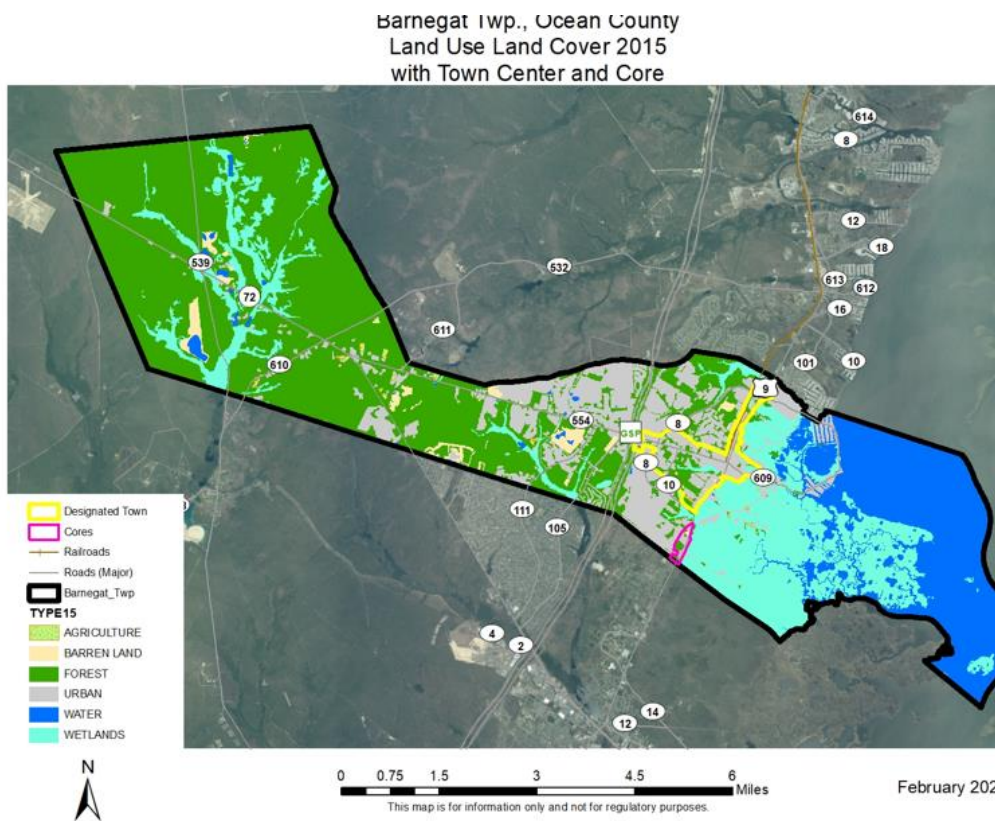 Barnegat Twp., Ocean County
Land Use Land Cover 2015
with Town Center and Core
614
8
12
18
532
613
612
539
16
72
611
101
10
610
9
554
8
GSP
8
609
10
111
105
4
2
14
12
Designated Town
Cores
Railroads
Roads (Major)
Barnegat_Twp
TYPE15
AGRICULTURE
BARREN LAND
FOREST
URBAN
WATER
WETLANDS
N
0 0.75 1.5 3 4.5 6
Miles
This map is for information only and not for regulatory purposes.
February 202